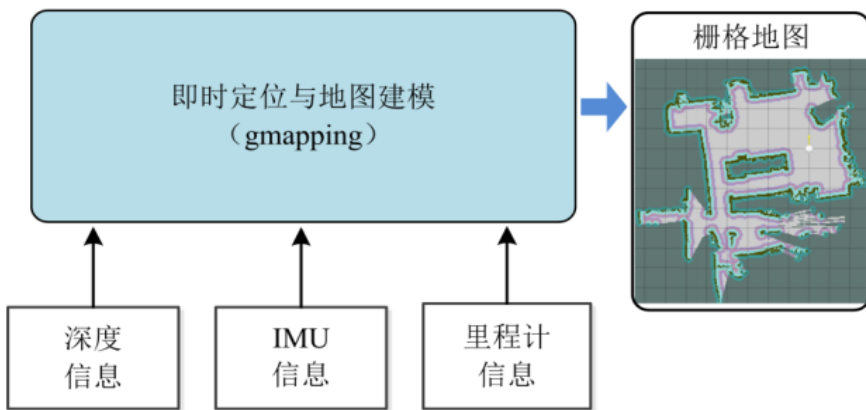 即时定位与地图建模
（gmapping）
栅格地图
深度
信息
IMU
信息
里程计
信息